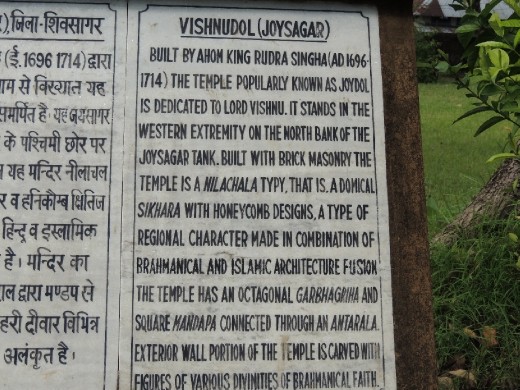 ),जिला-शिवसागर
(ई.1696 1714) द्वारा
म से विख्यात यह
समर्पित है. यह जयसागर
के पश्चिमी छोर पर
यह मन्दिर नीलाचल
व हनिकौम्ब क्षितिज
हिन्दू व इस्लामिक
है। मन्दिर का
द्वारा मण्डप से
हरी दीवार विभिन्न
अलंकृत है.
VISHNUDOL (JOYSAGAR)
BUILT BY AHOM KING RUDRA SINGHA(AD 1696-
1714) THE TEMPLE POPULARLY KNOWN AS JOYDOL
IS DEDICATED TO LORD VISHNU. IT STANDS IN THE
WESTERN EXTREMITY ON THE NORTH BANK OF THE
JOYSAGAR TANK. BUILT WITH BRICK MASONRY THE
TEMPLE IS A NILACHALA TYPY, THAT IS, A DOMICAL
SIKHARA WITH HONEYCOMB DESIGNS, A TYPE OF
REGIONAL CHARACTER MADE IN COMBINATION OF
BRAHMANICAL AND ISLAMIC ARCHITECTURE FUSION
THE TEMPLE HAS AN OCTAGONAL GARBHAGRIHA AND
SQUARE MANDAPA CONNECTED THROUGH AN ANTARALA.
EXTERIOR WALL PORTION OF THE TEMPLE IS CARVED WITH
FIGURES OF VARIOUS DIVINITIES OF BRAHMANICAL FAITH.